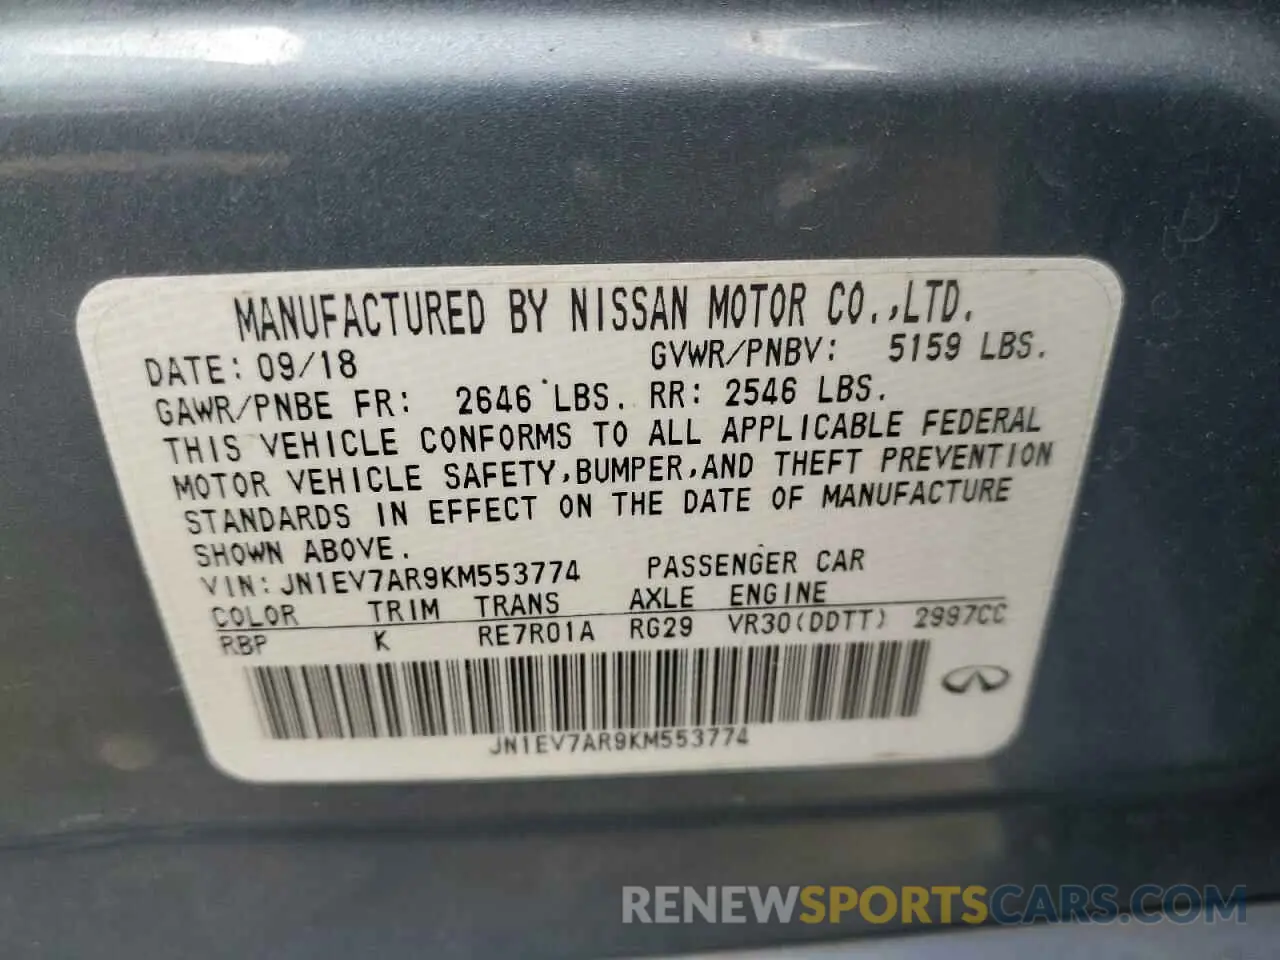 MANUFACTURED BY NISSAN MOTOR CO.,LTD.
DATE: 09/18 GVWR/PNBV: 5159 LBS.
GAWR/PNBE FR: 2646 LBS. RR: 2546 LBS.
THIS VEHICLE CONFORMS TO ALL APPLICABLE FEDERAL
MOTOR VEHICLE SAFETY,BUMPER,AND THEFT PREVENTION
STANDARDS IN EFFECT ON THE DATE OF MANUFACTURE
SHOWN ABOVE.
VIN: JN1EV7AR9KM553774 PASSENGER CAR
COLOR TRIM TRANS AXLE ENGINE
RBP K RE7R01A RG29 VR30(DDTT) 2997CC
JN1EV7AR9KM553774
RENEWSPORTSCARS.COM